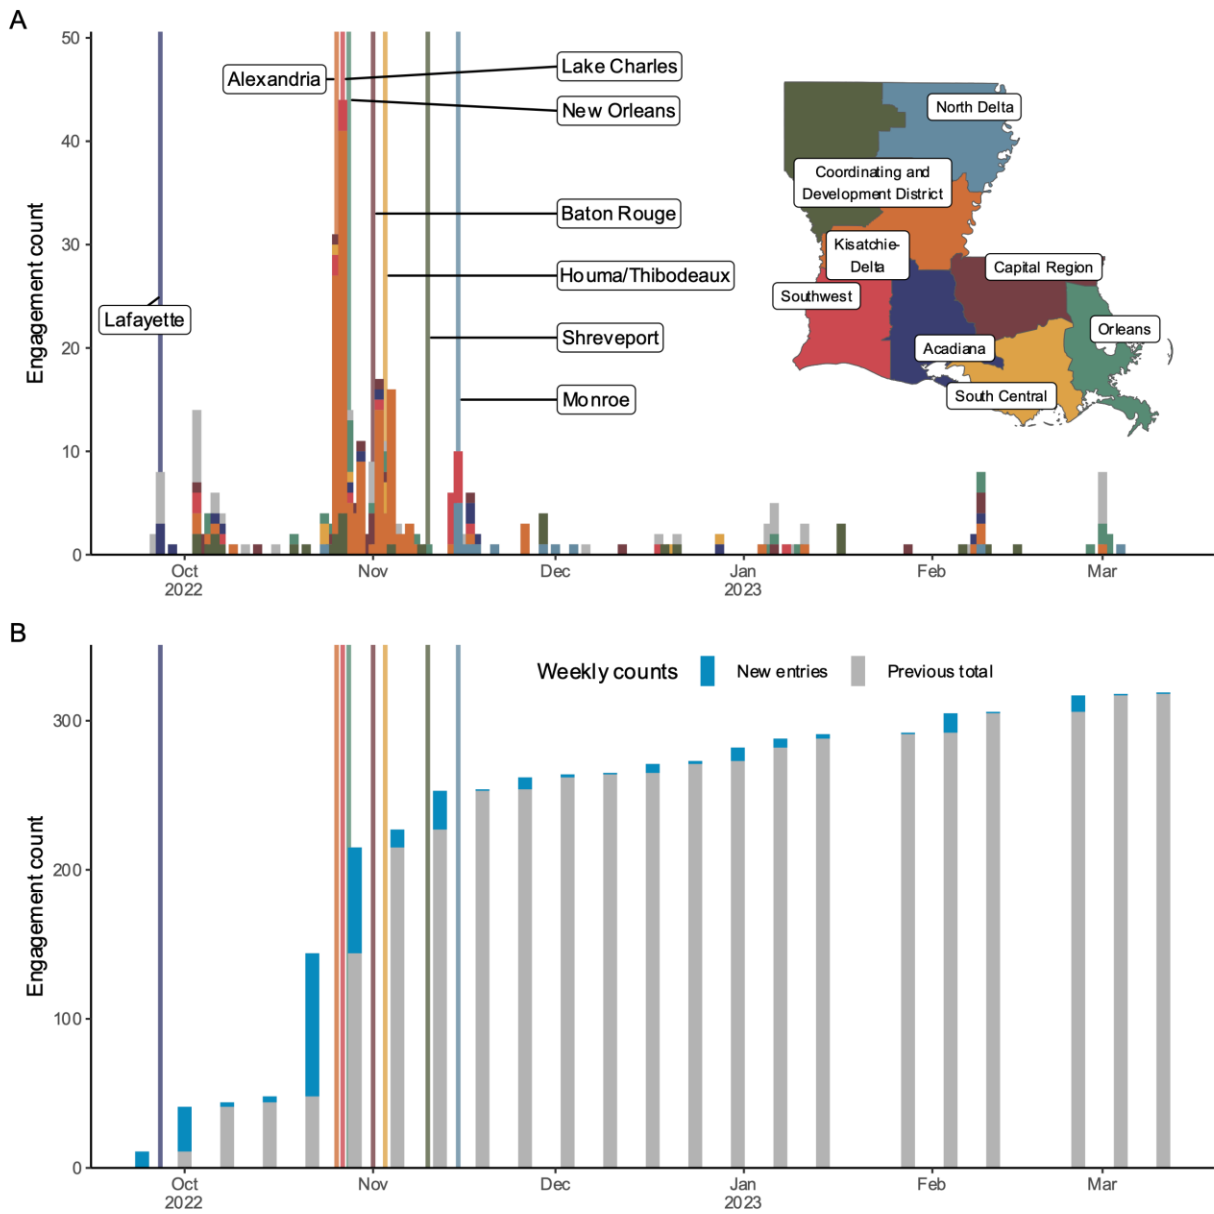 A
50
40
30
20
10
0
Engagement count
Alexandria
Lake Charles
New Orleans
Baton Rouge
Houma/Thibodeaux
Lafayette
Shreveport
Monroe
North Delta
Coordinating and
Development District
Kisatchie-
Delta
Capital Region
Southwest
Orleans
Acadiana
South Central
Oct
2022
Nov
Dec
Jan
2023
Feb
Mar
B
Weekly counts
New entries
Previous total
300
200
100
0
Engagement count
Oct
2022
Nov
Dec
Jan
2023
Feb
Mar